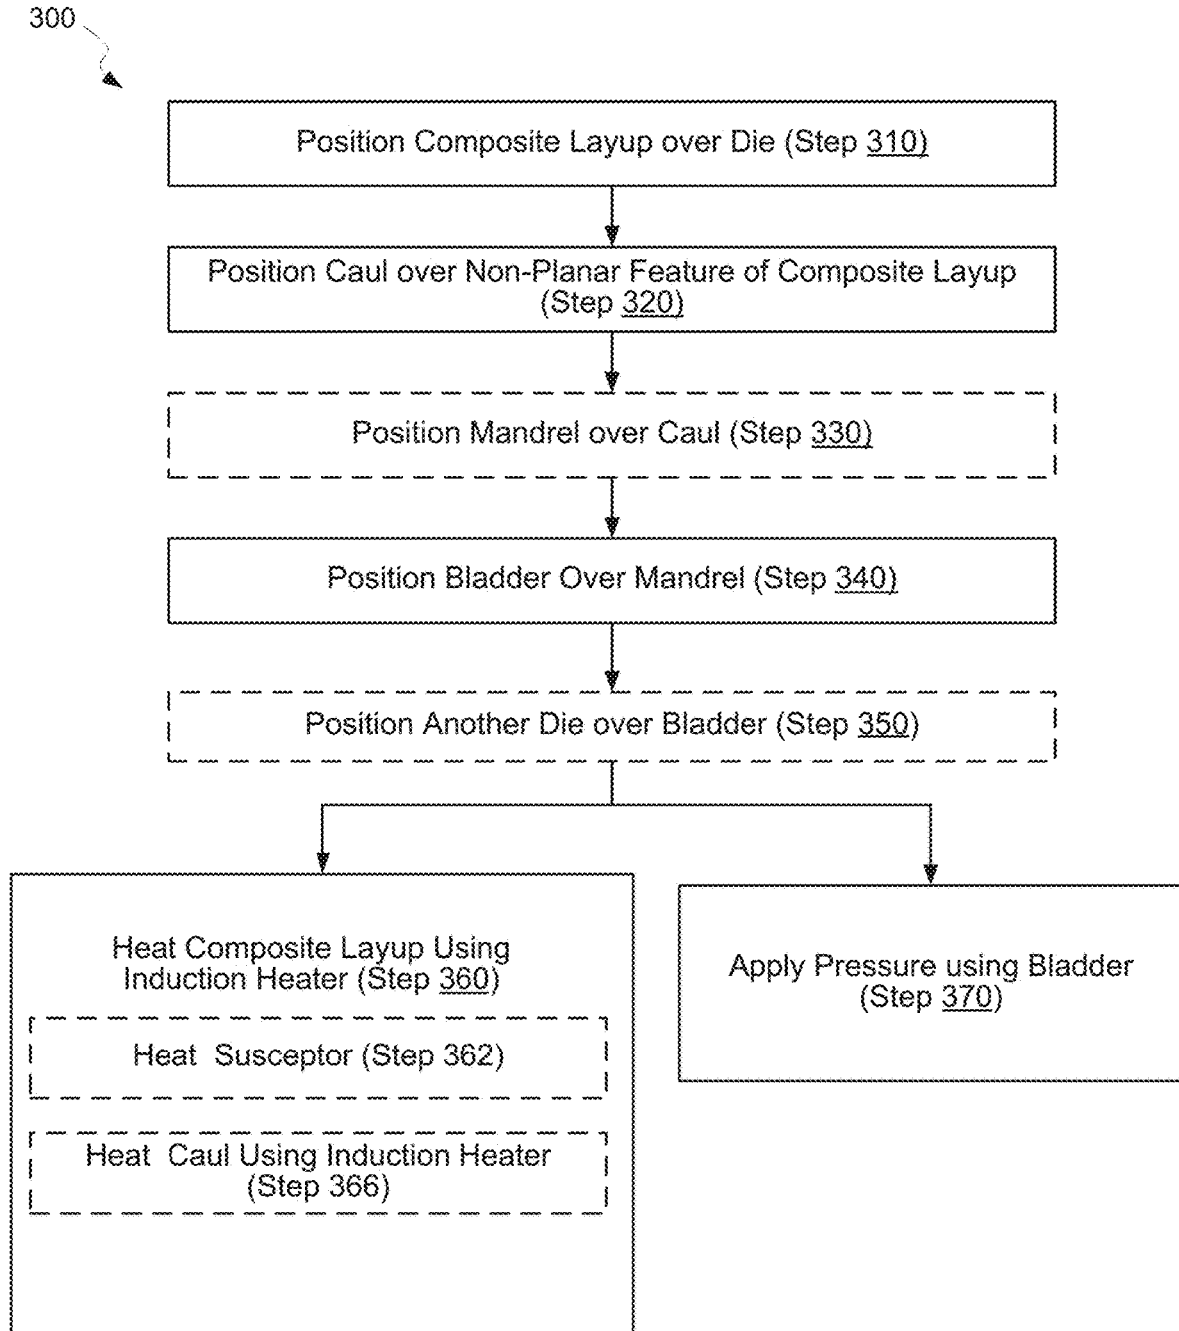 300
Position Composite Layup over Die (Step 310)
Position Caul over Non-Planar Feature of Composite Layup
(Step 320)
Position Mandrel over Caul (Step 330)
Position Bladder Over Mandrel (Step 340)
Position Another Die over Bladder (Step 350)
Heat Composite Layup Using
Induction Heater (Step 360)
Heat Susceptor (Step 362)
Heat Caul Using Induction Heater
(Step 366)
Apply Pressure using Bladder
(Step 370)